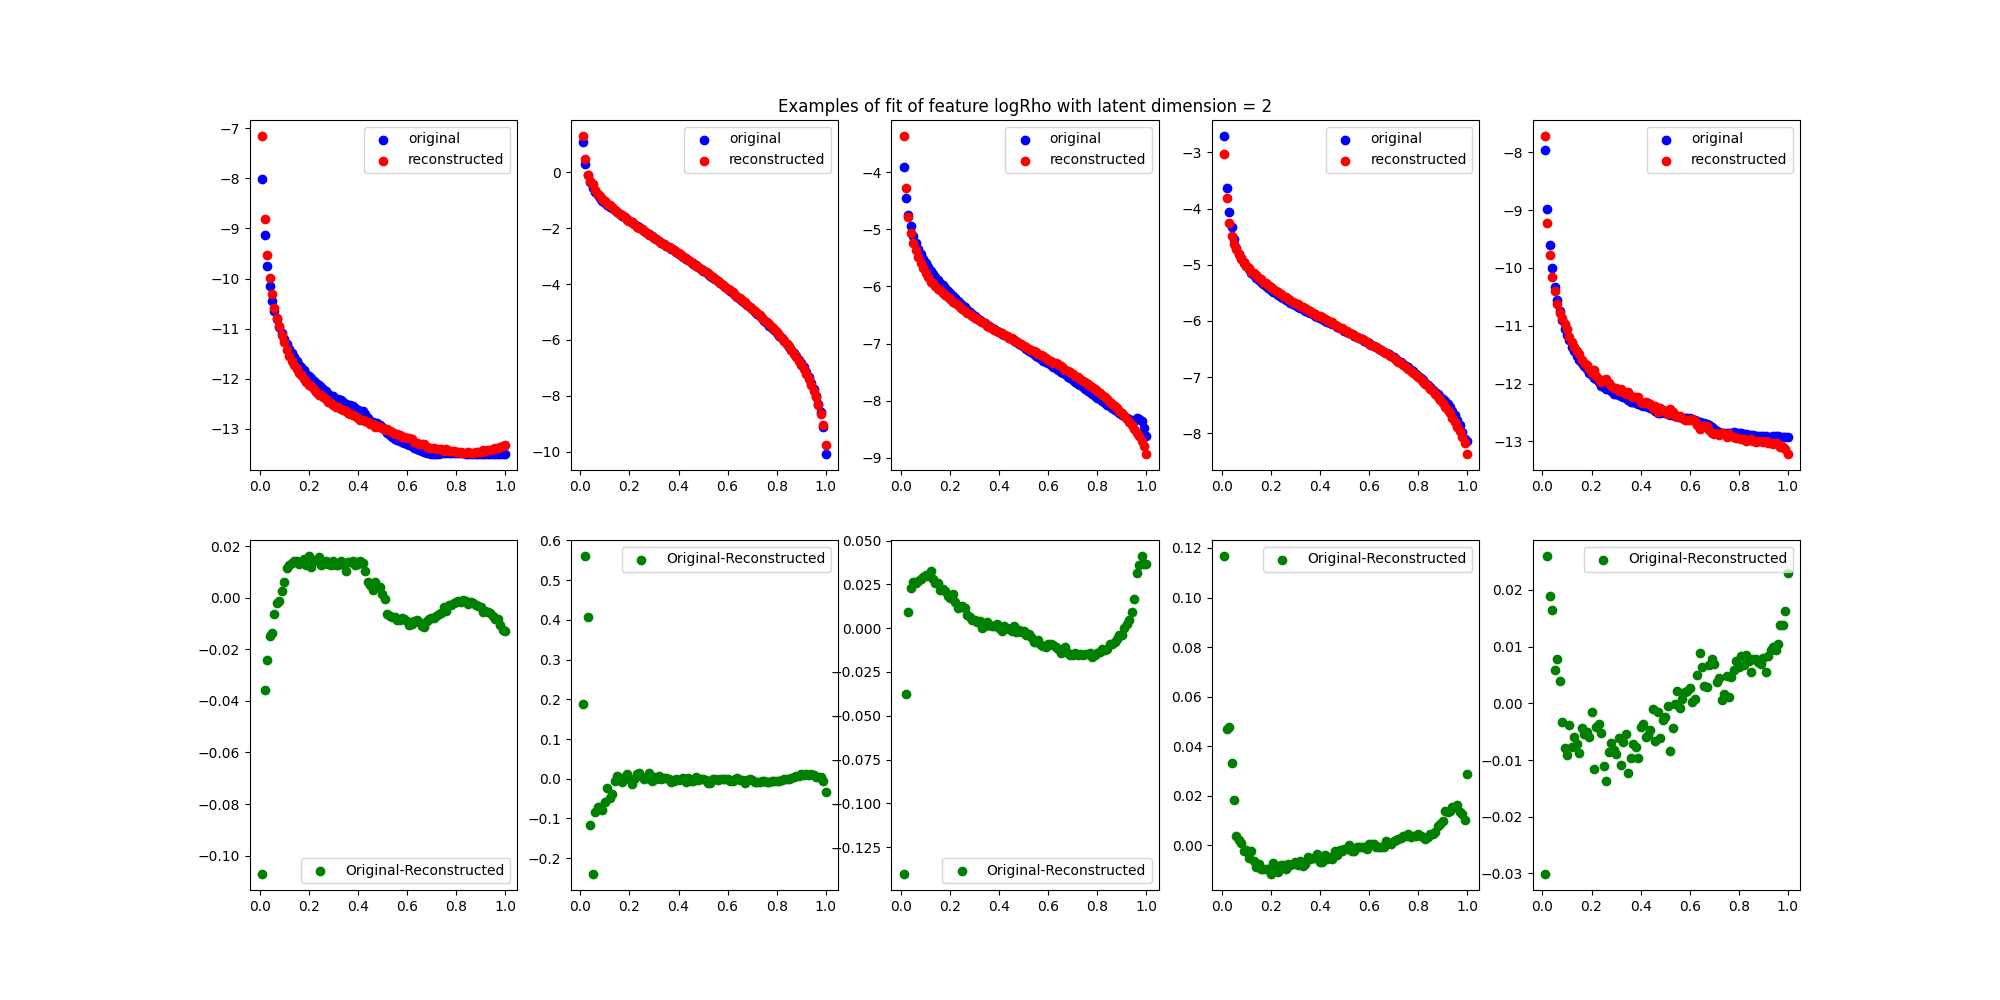 Examples of fit of feature logRho with latent dimension = 2
original
reconstructed
−7
−8
−9
−10
−11
−12
−13
0.0 0.2 0.4 0.6 0.8 1.0
original
reconstructed
0
−2
−4
−6
−8
−10
0.0 0.2 0.4 0.6 0.8 1.0
original
reconstructed
−4
−5
−6
−7
−8
−9
0.0 0.2 0.4 0.6 0.8 1.0
original
reconstructed
−3
−4
−5
−6
−7
−8
0.0 0.2 0.4 0.6 0.8 1.0
original
reconstructed
−8
−9
−10
−11
−12
−13
0.0 0.2 0.4 0.6 0.8 1.0
0.02
0.00
−0.02
−0.04
−0.06
−0.08
−0.10
Original-Reconstructed
0.0 0.2 0.4 0.6 0.8 1.0
Original-Reconstructed
0.6
0.5
0.4
0.3
0.2
0.1
0.0
−0.1
−0.2
0.0 0.2 0.4 0.6 0.8 1.0
0.050
0.025
0.000
−0.025
−0.050
−0.075
−0.100
−0.125
Original-Reconstructed
0.0 0.2 0.4 0.6 0.8 1.0
Original-Reconstructed
0.12
0.10
0.08
0.06
0.04
0.02
0.00
0.0 0.2 0.4 0.6 0.8 1.0
Original-Reconstructed
0.02
0.01
0.00
−0.01
−0.02
−0.03
0.0 0.2 0.4 0.6 0.8 1.0